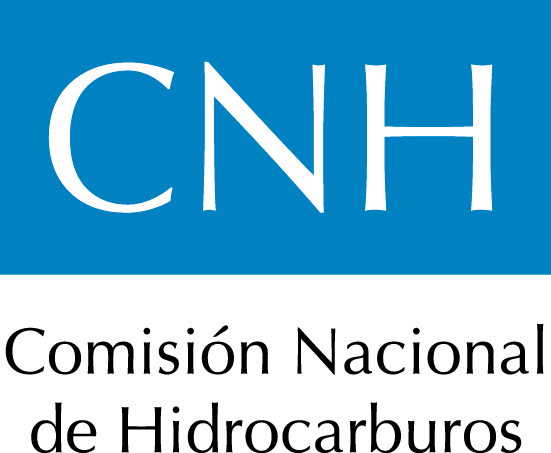 CNH
Comisión Nacional
de Hidrocarburos